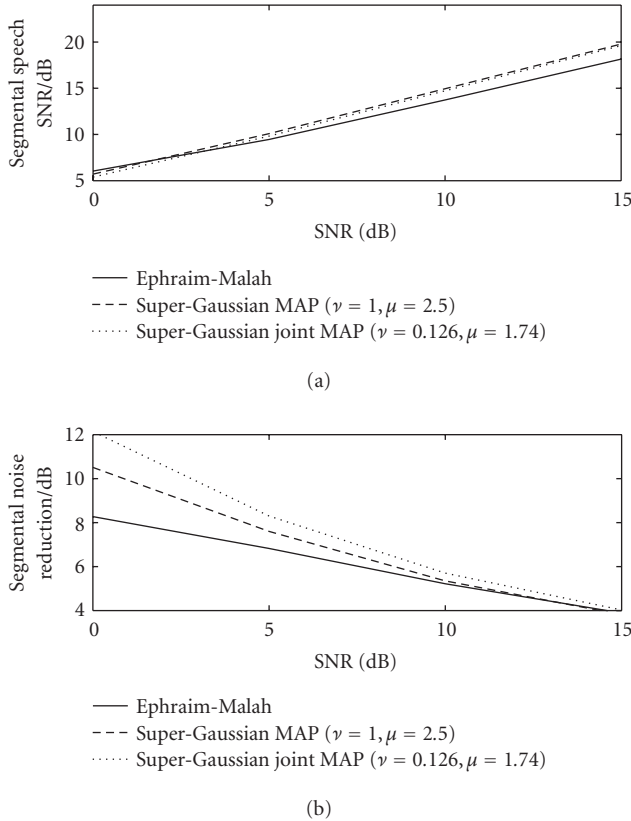 Segmental speech
SNR/dB
20
15
10
5
0
5
10
15
SNR (dB)
Ephraim-Malah
Super-Gaussian MAP (ν = 1, μ = 2.5)
Super-Gaussian joint MAP (ν = 0.126, μ = 1.74)
(a)
Segmental noise
reduction/dB
12
10
8
6
4
0
5
10
15
SNR (dB)
Ephraim-Malah
Super-Gaussian MAP (ν = 1, μ = 2.5)
Super-Gaussian joint MAP (ν = 0.126, μ = 1.74)
(b)